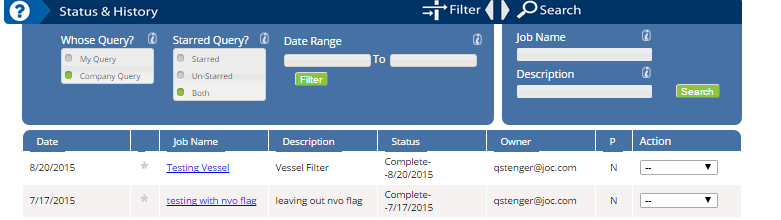 ? Status & History Filter Search
Whose Query? i Starred Query? i Date Range i Job Name i
My Query Starred To
Company Query Un-Starred Filter Description i
Both Search
Date Job Name Description Status Owner P Action
8/20/2015 * Testing Vessel Vessel Filter Complete- qstenger@joc.com N --
-8/20/2015
7/17/2015 * testing with nvo flag leaving out nvo flag Complete- qstenger@joc.com N --
-7/17/2015